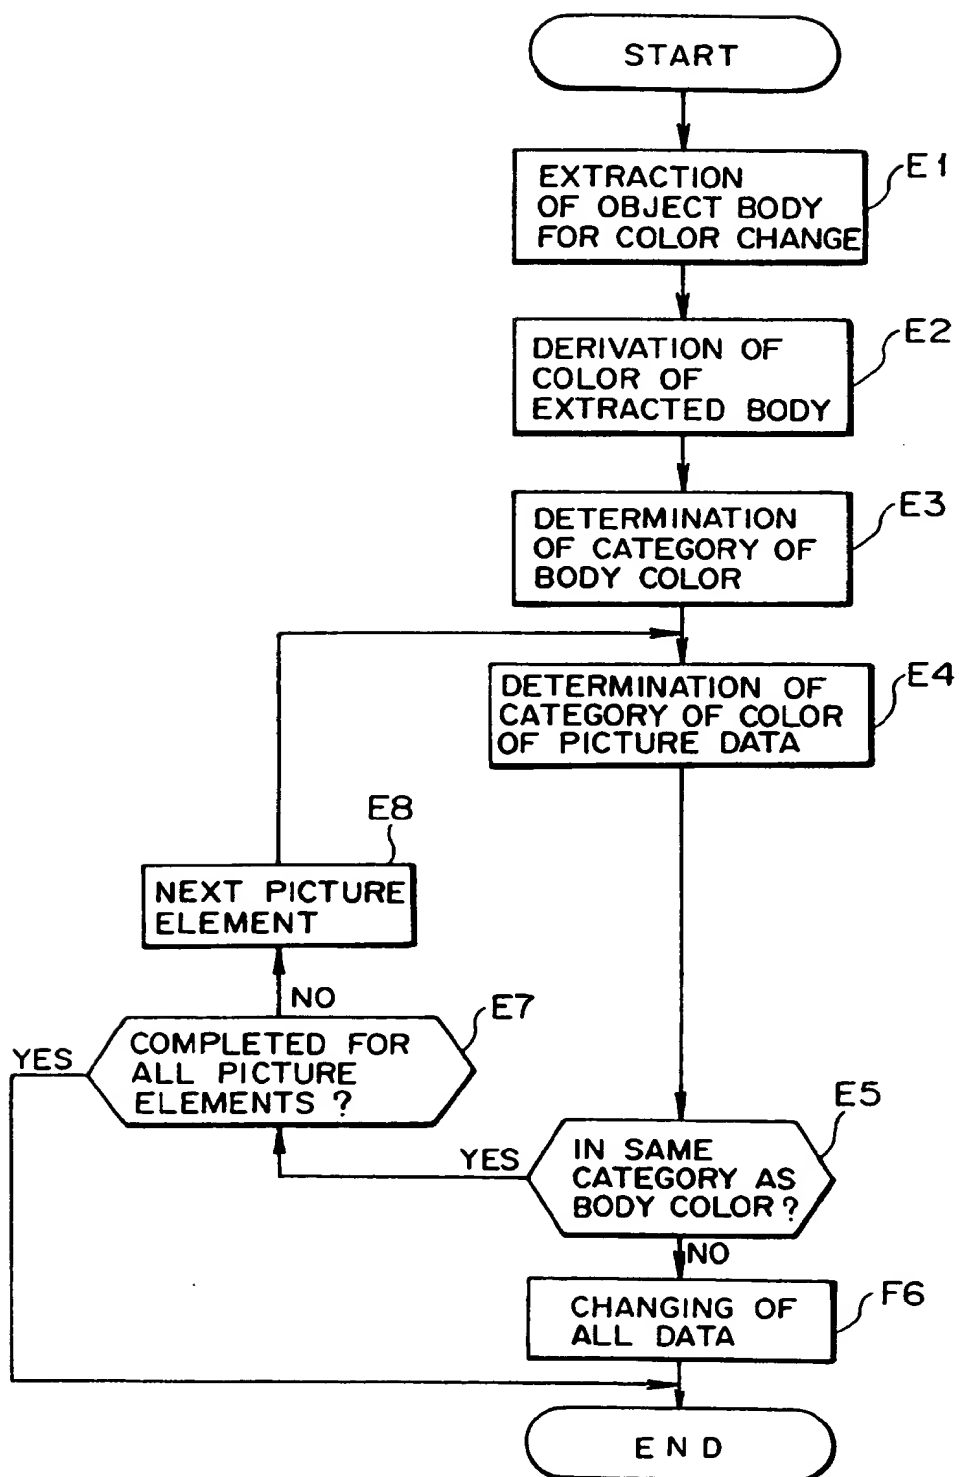 START
E1
EXTRACTION
OF OBJECT BODY
FOR COLOR CHANGE
E2
DERIVATION OF
COLOR OF
EXTRACTED BODY
E3
DETERMINATION
OF CATEGORY OF
BODY COLOR
E4
DETERMINATION OF
CATEGORY OF COLOR
OF PICTURE DATA
E8
NEXT PICTURE
ELEMENT
NO
E7
COMPLETED FOR
ALL PICTURE
ELEMENTS ?
YES
E5
IN SAME
CATEGORY AS
BODY COLOR ?
YES
NO
F6
CHANGING OF
ALL DATA
END